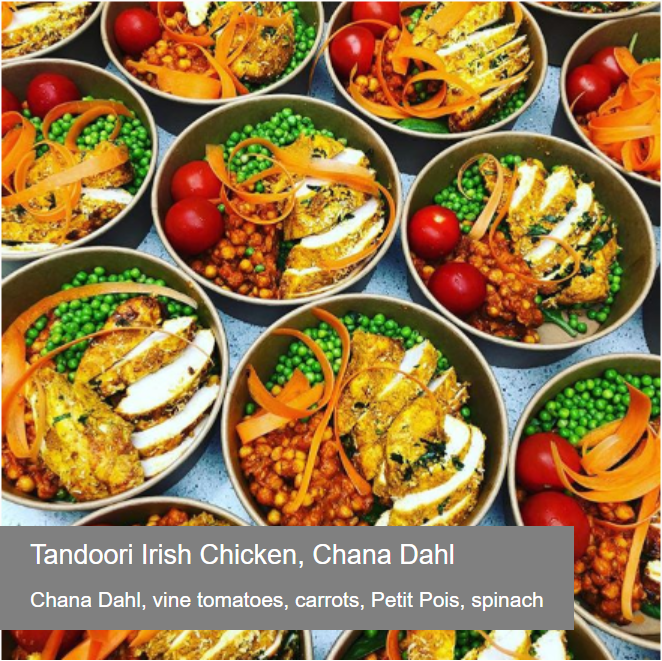 Tandoori Irish Chicken, Chana Dahl
Chana Dahl, vine tomatoes, carrots, Petit Pois, spinach